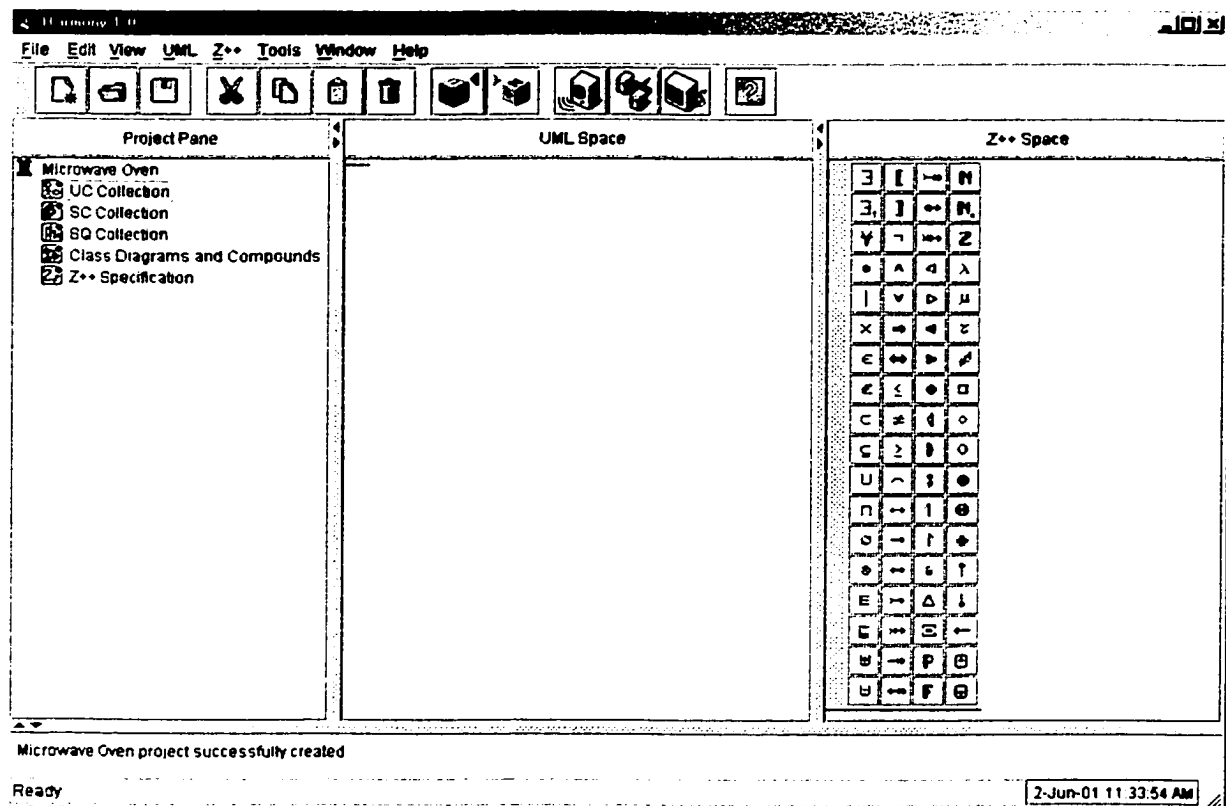 Harmony 1.0
File Edit View UML Z++ Tools Window Help
Project Pane
UML Space
Z++ Space
Microwave Oven
UC Collection
SC Collection
SQ Collection
Class Diagrams and Compounds
Z++ Specification
∃ [ ℕ
∃₁ ]
∀ ¬ Z
λ
| μ
×
∈ ⇔
≤
⊂ ≠
⊆ ≥
Δ
P
F
Microwave Oven project successfully created
Ready
2-Jun-01 11:33:54 AM